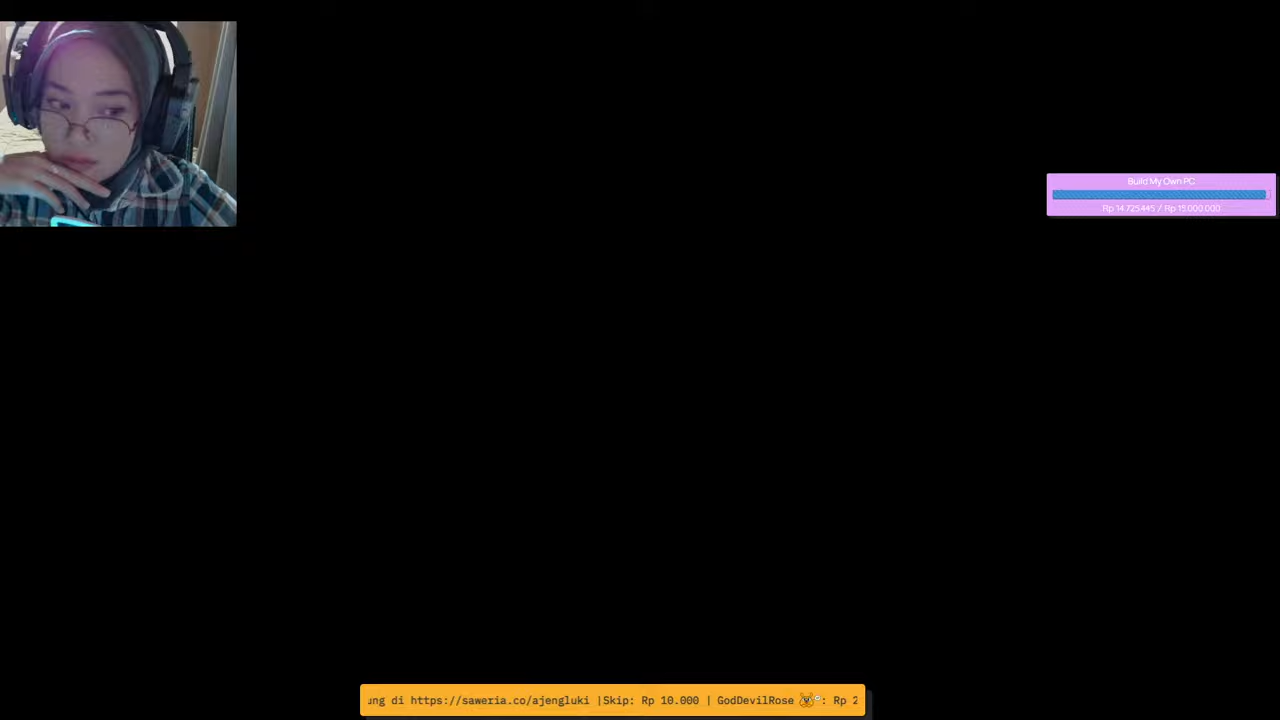 Build My Own PC
Rp 14.725.445 / Rp 15.000.000
ung di https://saweria.co/ajengluki |Skip: Rp 10.000 | GodDevilRose : Rp 2